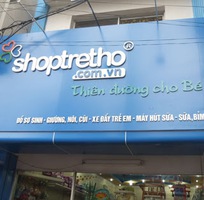 shoptretho®
.com.vn
Thiên đường cho Bé
ĐỒ SƠ SINH - GIƯỜNG, NÔI, CŨI - XE ĐẨY TRẺ EM - MÁY HÚT SỮA - SỮA, BỈM